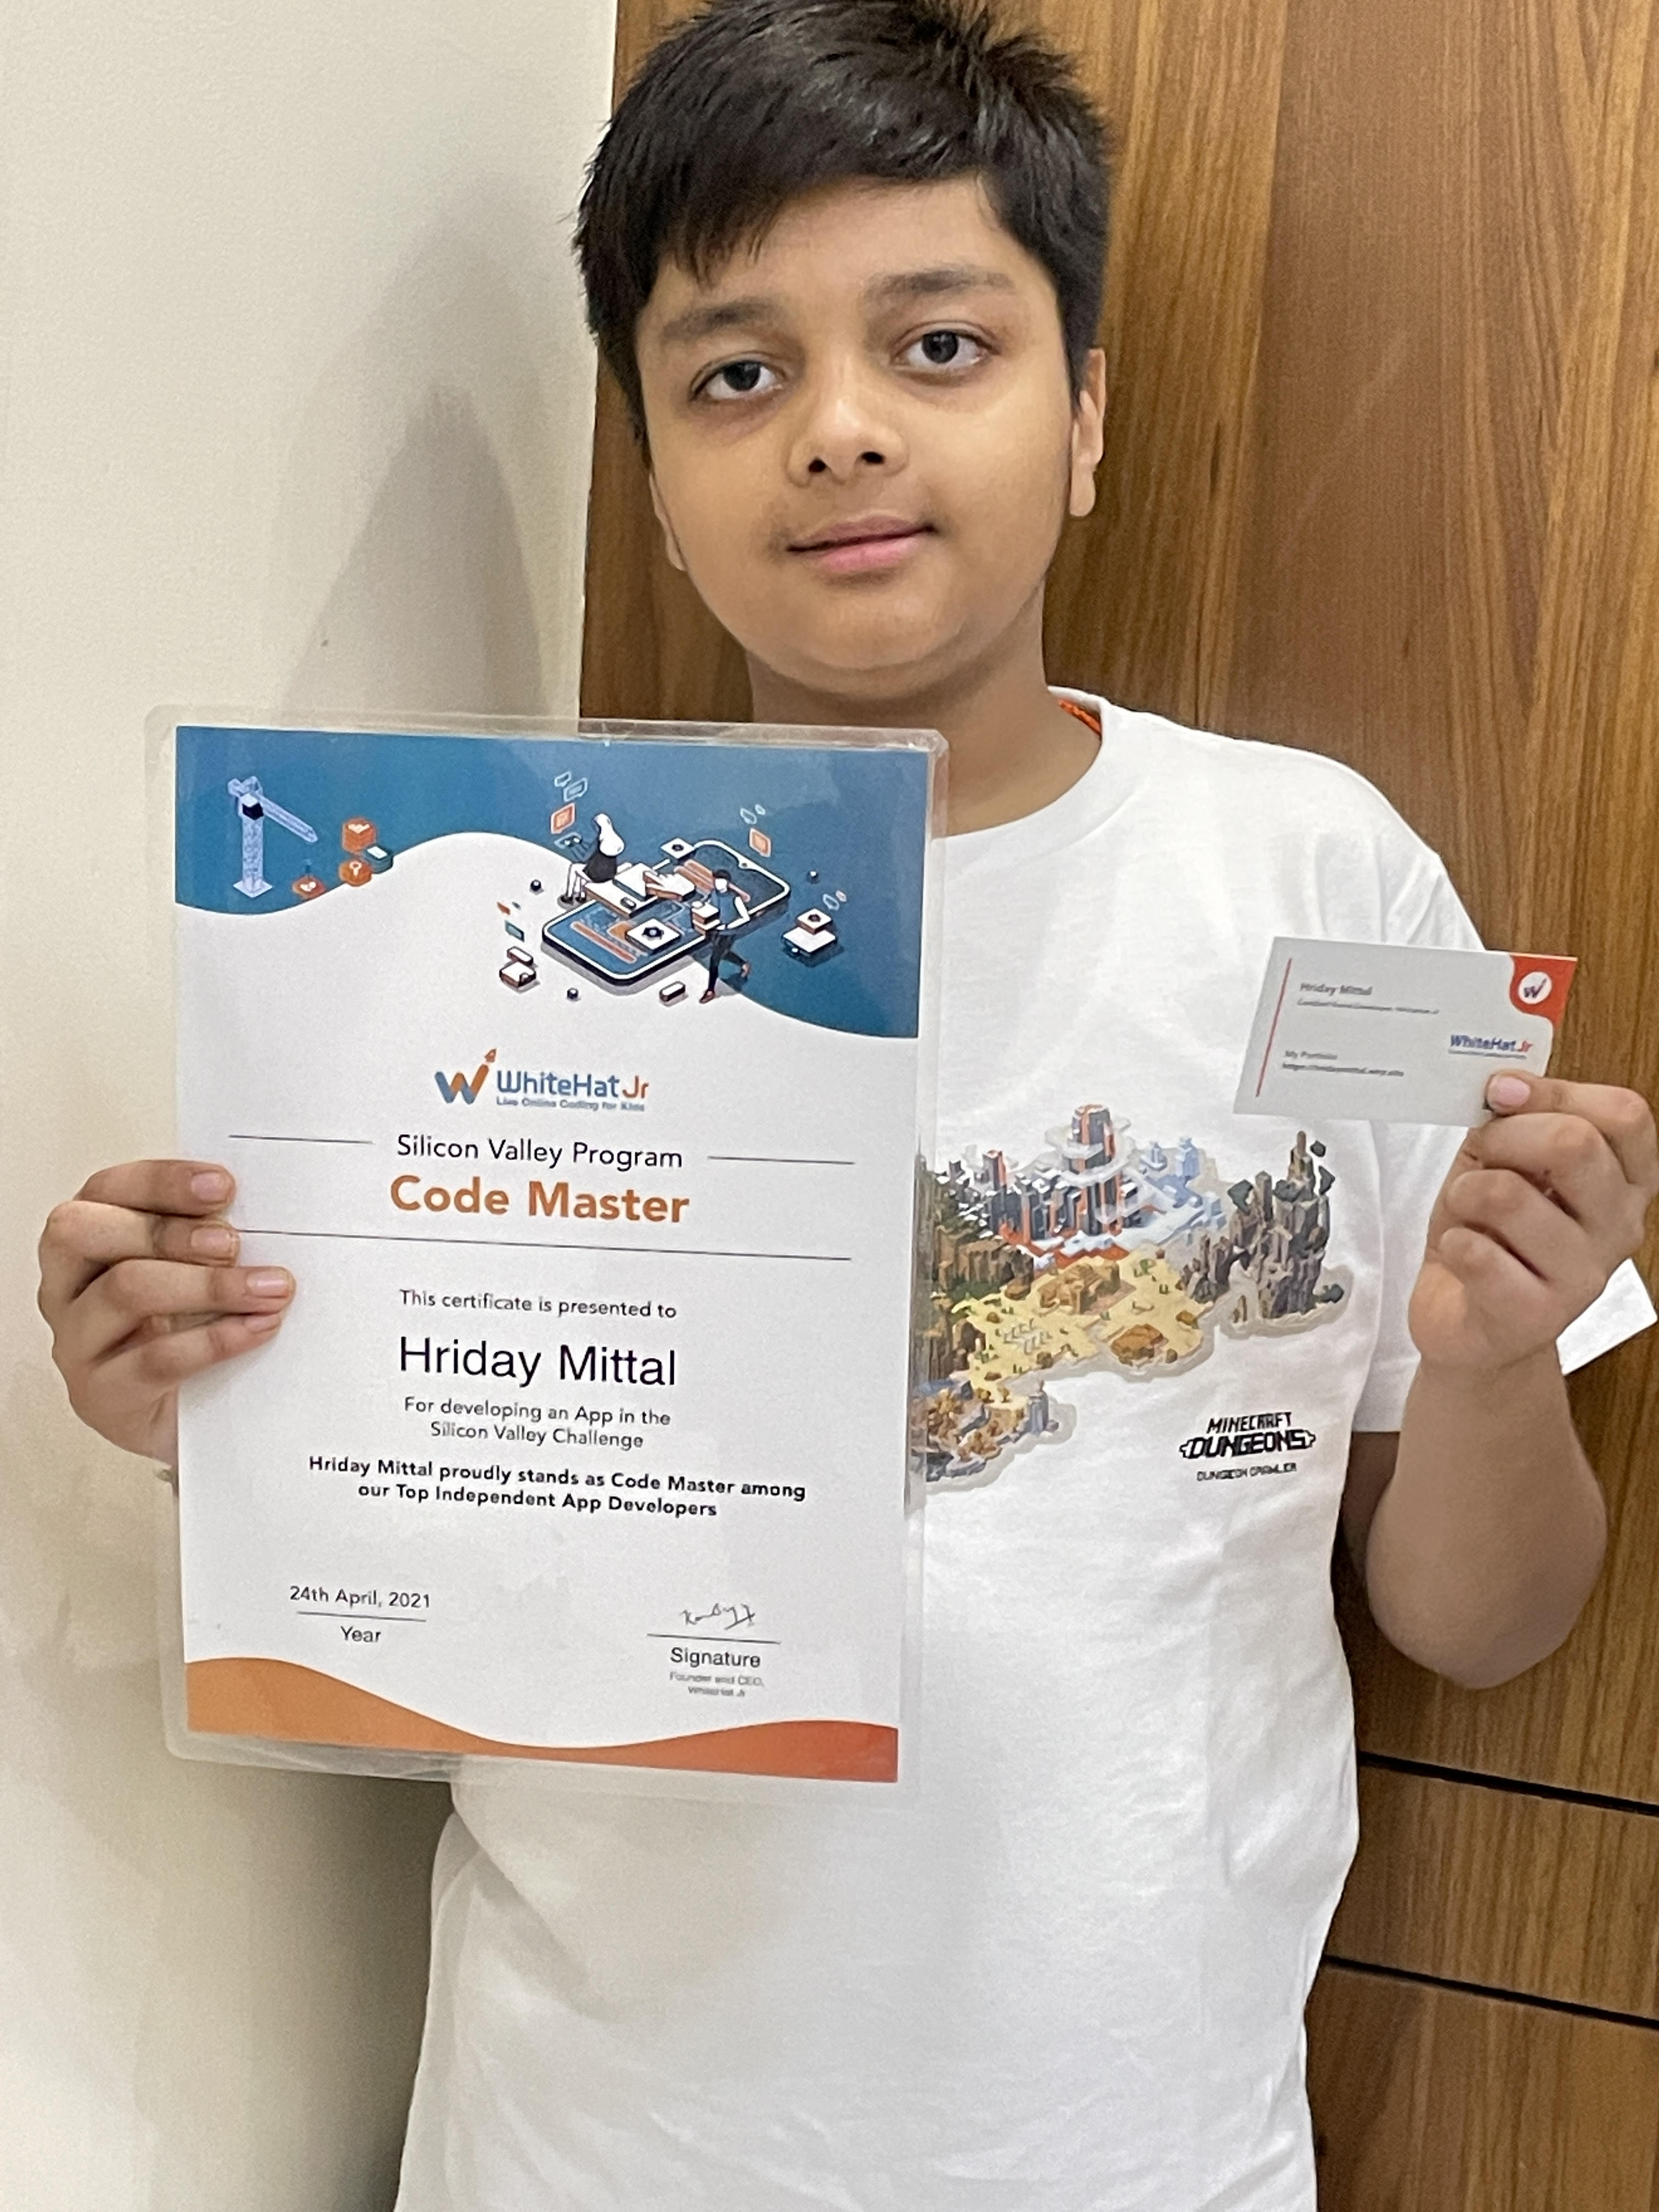 WhiteHat Jr
Live Online Coding for Kids
Silicon Valley Program
Code Master
This certificate is presented to
Hriday Mittal
For developing an App in the
Silicon Valley Challenge
Hriday Mittal proudly stands as Code Master among
our Top Independent App Developers
24th April, 2021
Year
Signature
Founder and CEO,
WhiteHat Jr
Hriday Mittal
WhiteHat Jr
My Portfolio
MINECRAFT
DUNGEONS
DUNGEON CRAWLER